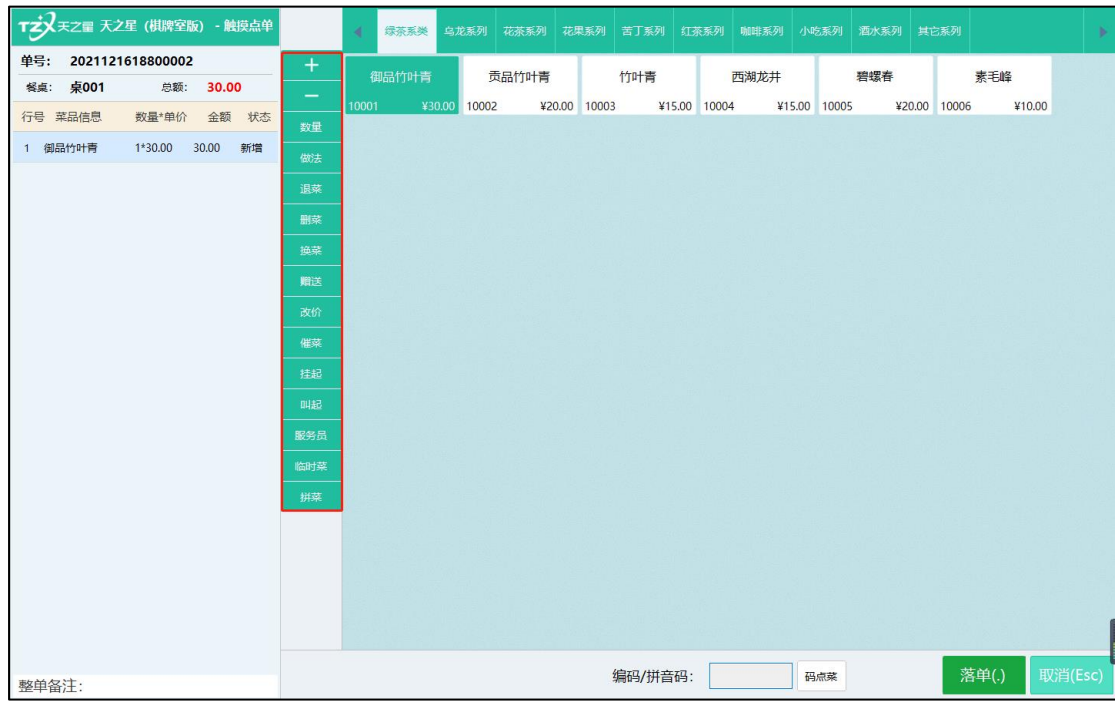 TZX 天之星 天之星（棋牌室版） - 触摸点单
单号： 2021121618800002
餐桌： 桌001 总额： 30.00
行号 菜品信息 数量*单价 金额 状态
1 御品竹叶青 1*30.00 30.00 新增
整单备注：
+
—
数量
做法
退菜
删菜
换菜
赠送
改价
催菜
挂起
叫起
服务员
临时菜
拼菜
绿茶系类 乌龙系列 花茶系列 花果系列 苦丁系列 红茶系列 咖啡系列 小吃系列 酒水系列 其它系列
御品竹叶青 贡品竹叶青 竹叶青 西湖龙井 碧螺春 素毛峰
10001 ¥30.00 10002 ¥20.00 10003 ¥15.00 10004 ¥15.00 10005 ¥20.00 10006 ¥10.00
编码/拼音码： 码点菜 落单(.) 取消(Esc)